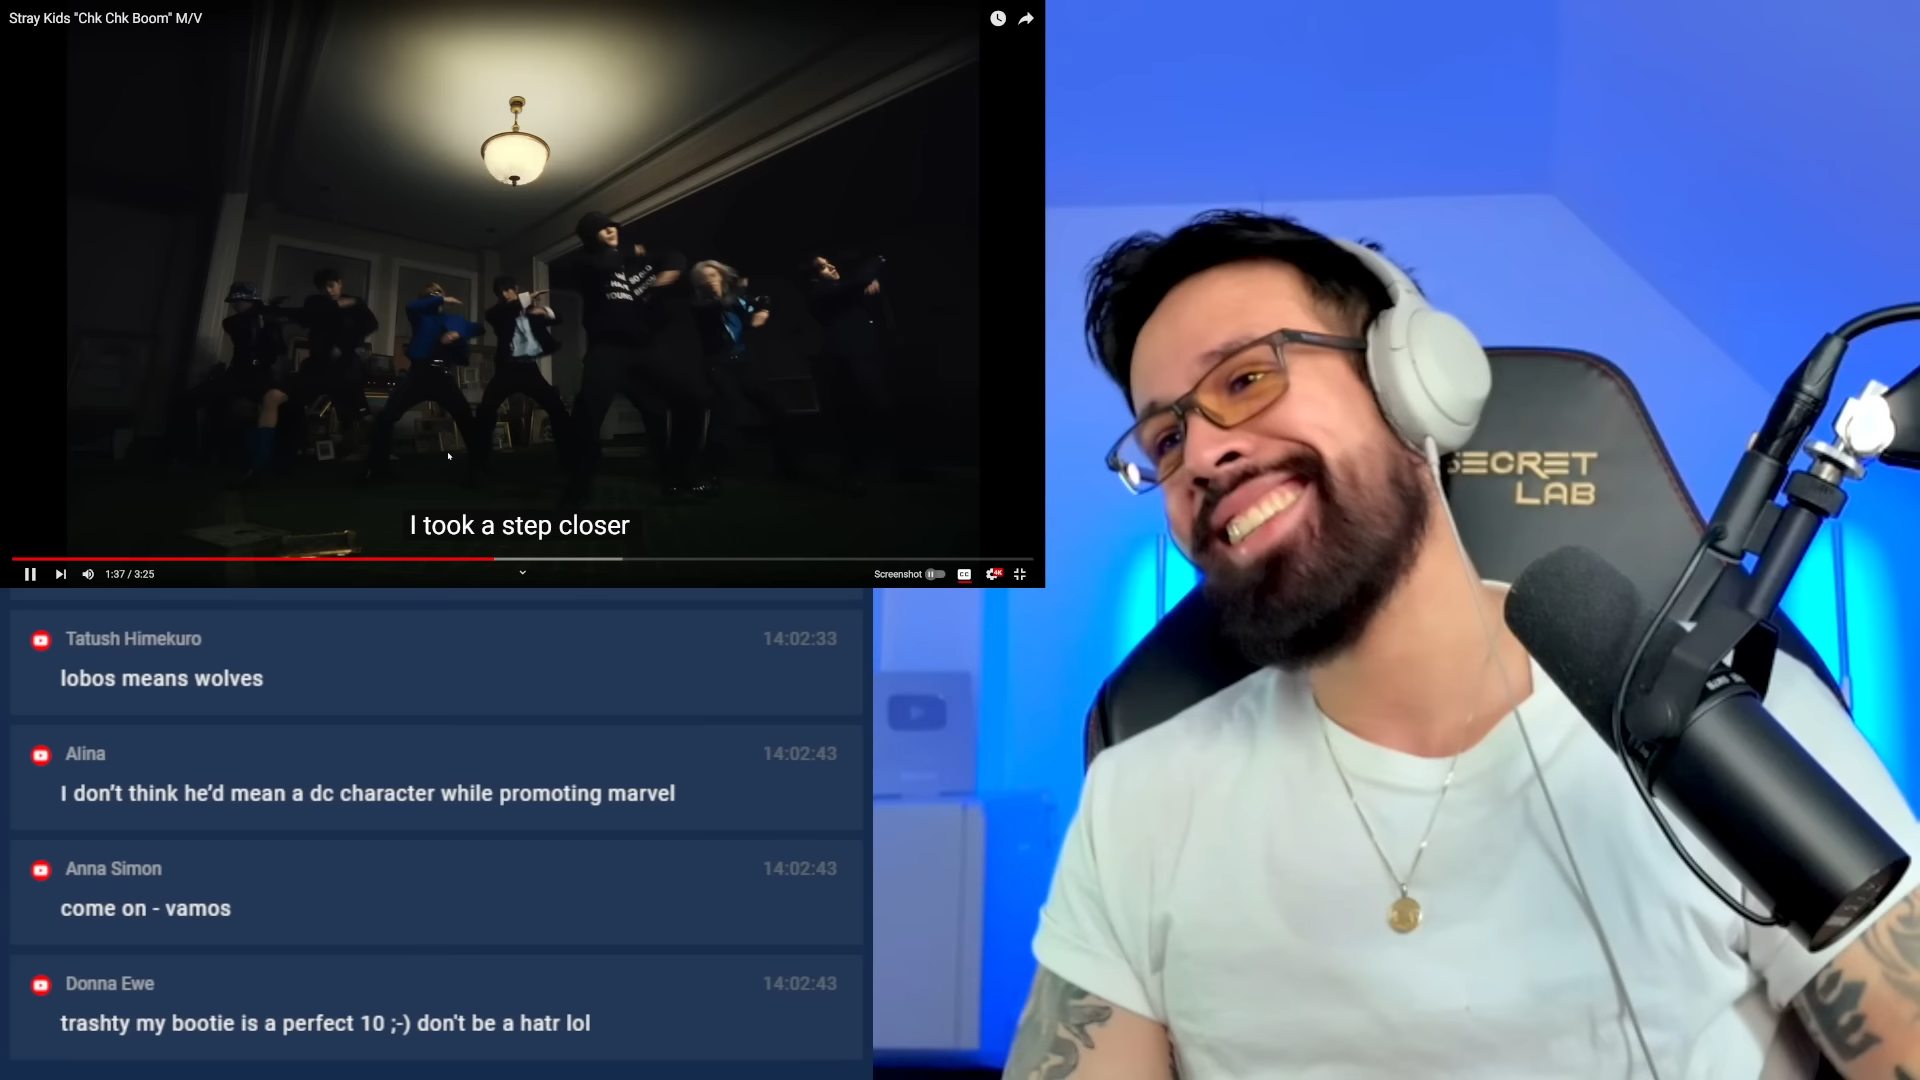 Stray Kids "Chk Chk Boom" M/V
I took a step closer
1:37 / 3:25
Screenshot
CC
4K
Tatush Himekuro
14:02:33
lobos means wolves
Alina
14:02:43
I don't think he'd mean a dc character while promoting marvel
Anna Simon
14:02:43
come on - vamos
Donna Ewe
14:02:43
trashty my bootie is a perfect 10 ;-) don't be a hatr lol
SECRET
LAB